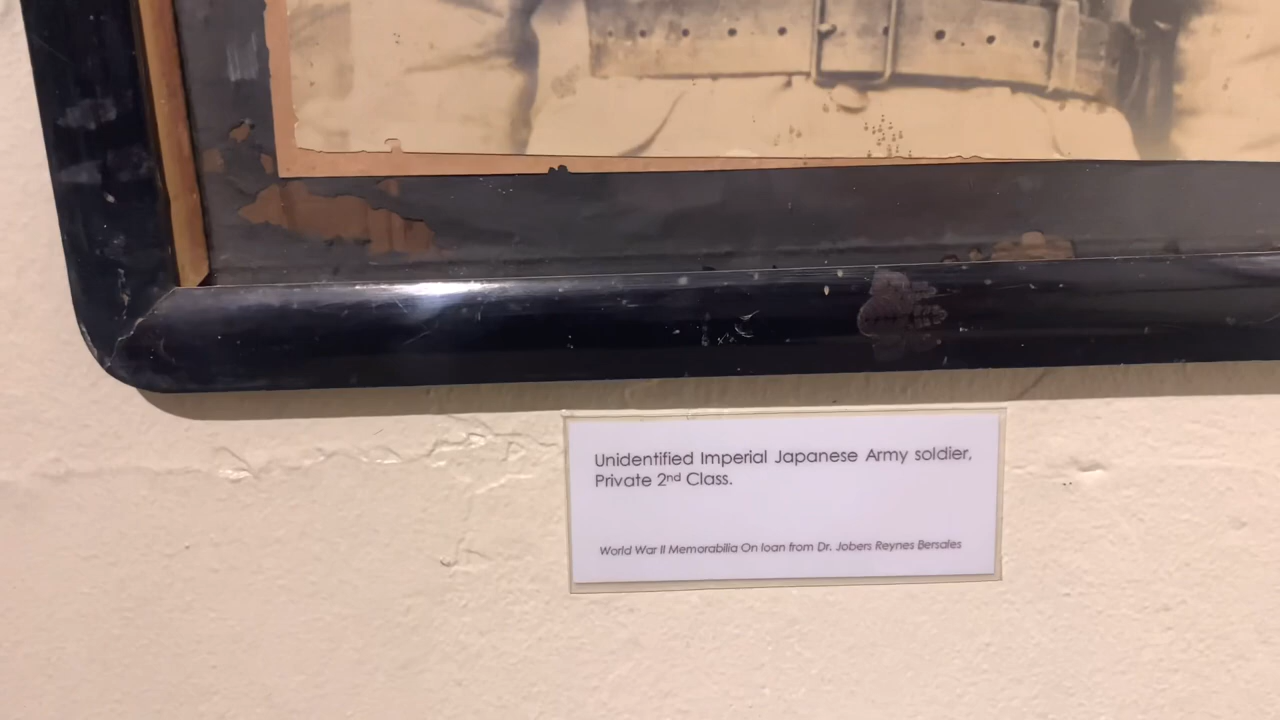 Unidentified Imperial Japanese Army soldier,
Private 2nd Class.
World War II Memorabilia On loan from Dr. Jobers Reynes Bersales